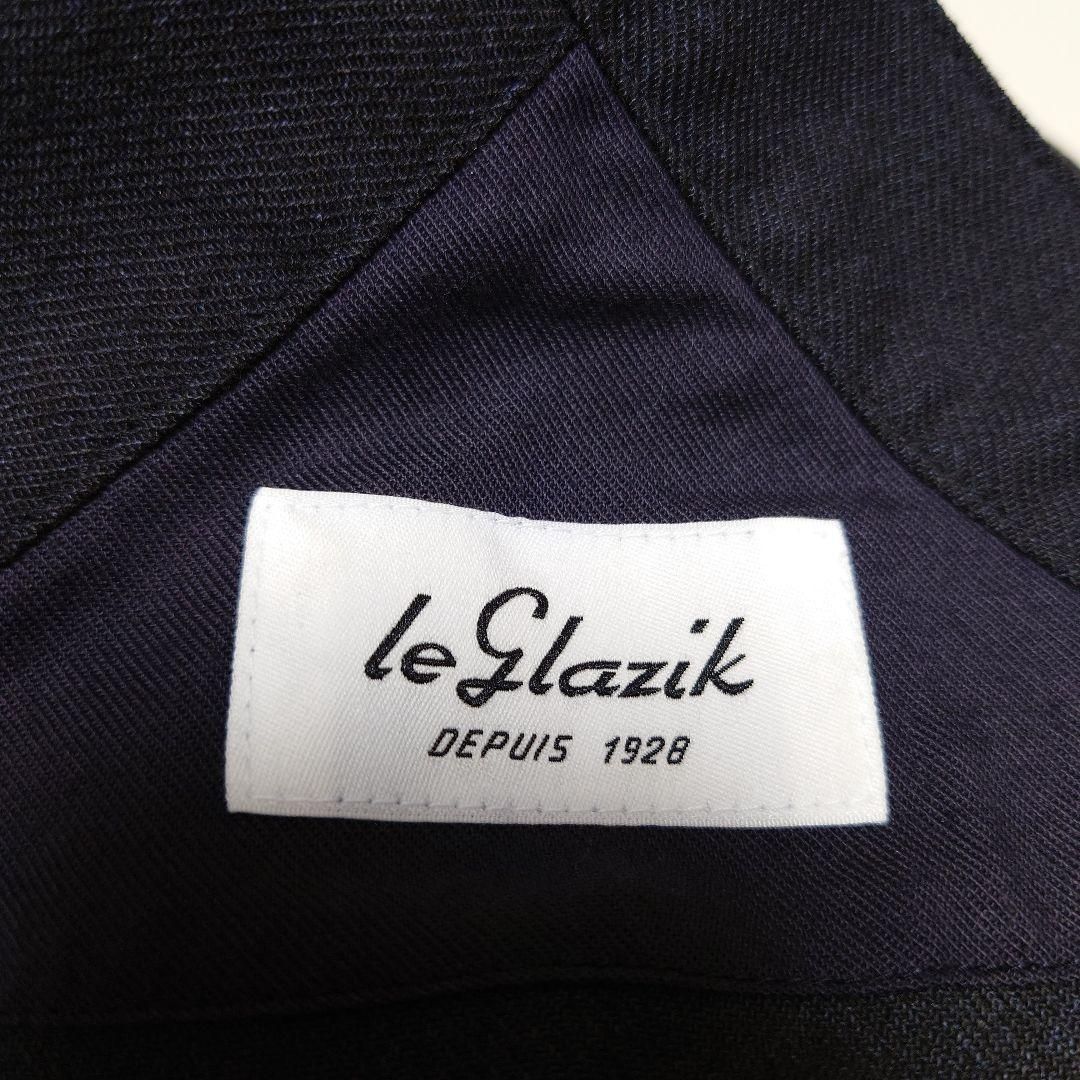 le Glazik
DEPUIS 1928